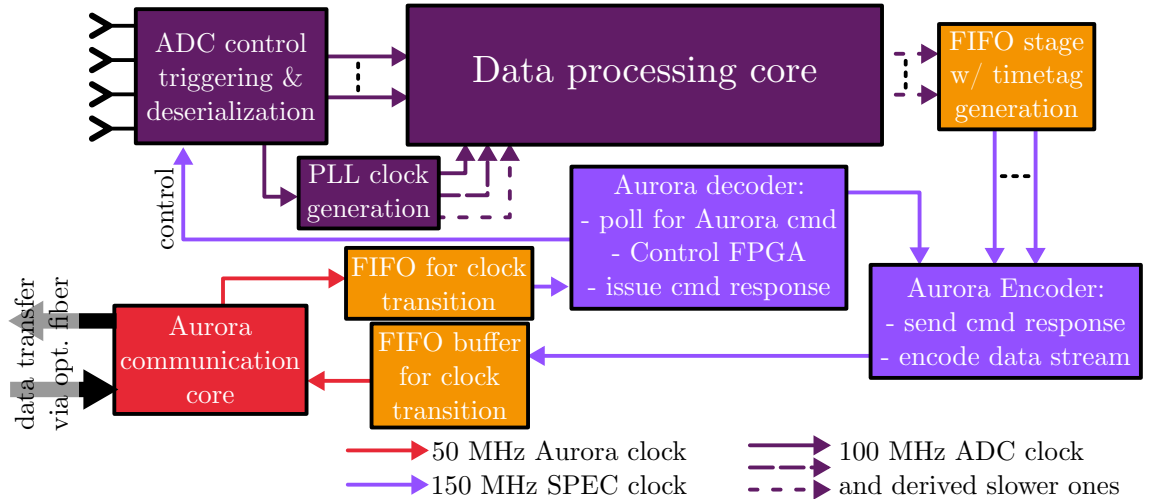 ADC control
triggering &
deserialization
Data processing core
FIFO stage
w/ timetag
generation
PLL clock
generation
control
Aurora decoder:
- poll for Aurora cmd
- Control FPGA
- issue cmd response
FIFO for clock
transition
Aurora Encoder:
- send cmd response
- encode data stream
data transfer
via opt. fiber
Aurora
communication
core
FIFO buffer
for clock
transition
50 MHz Aurora clock
150 MHz SPEC clock
100 MHz ADC clock
and derived slower ones